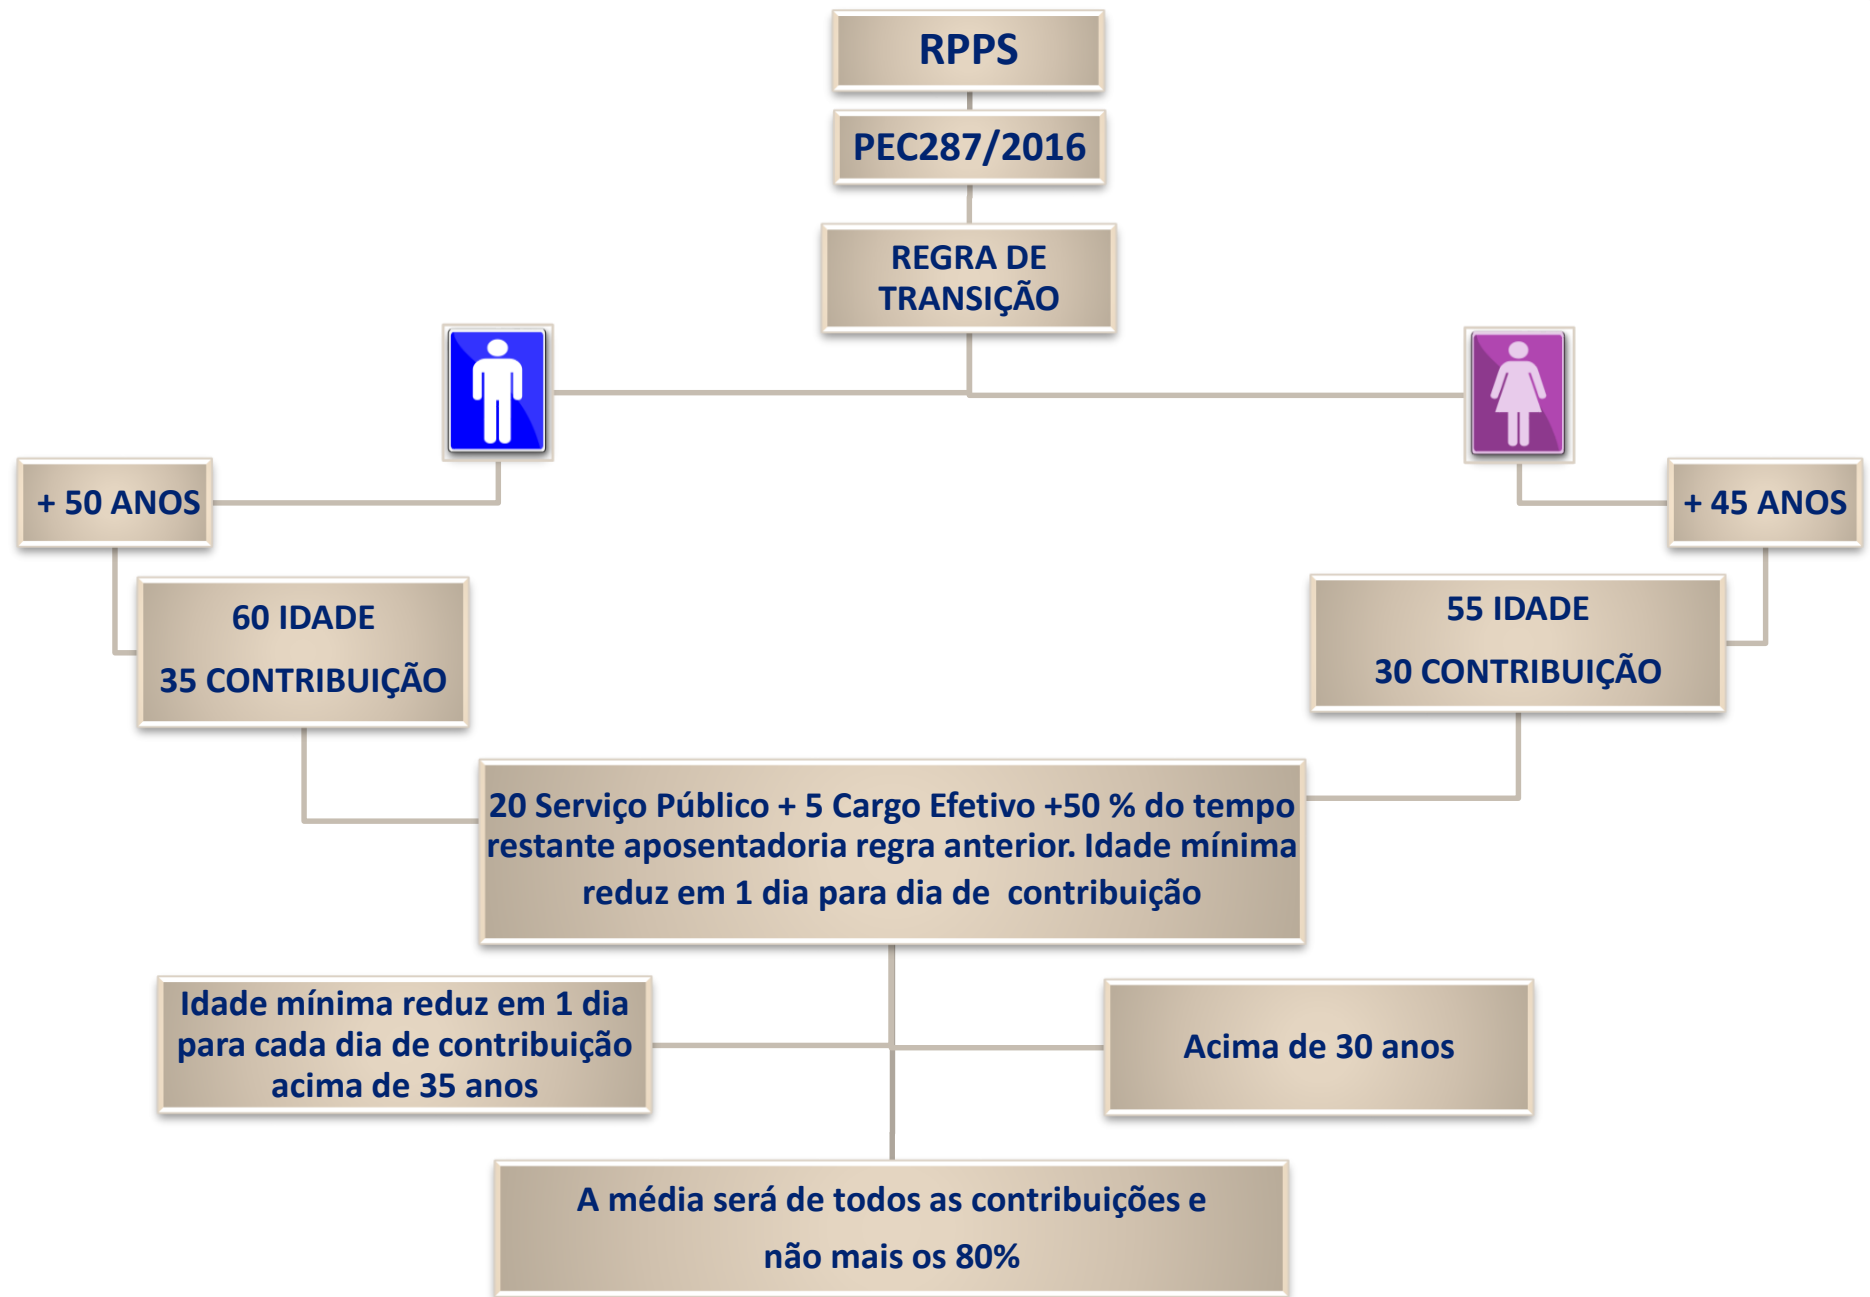 RPPS
PEC287/2016
REGRA DE
TRANSIÇÃO
+ 50 ANOS
+ 45 ANOS
60 IDADE
35 CONTRIBUIÇÃO
55 IDADE
30 CONTRIBUIÇÃO
20 Serviço Público + 5 Cargo Efetivo +50 % do tempo
restante aposentadoria regra anterior. Idade mínima
reduz em 1 dia para dia de contribuição
Idade mínima reduz em 1 dia
para cada dia de contribuição
acima de 35 anos
Acima de 30 anos
A média será de todos as contribuições e
não mais os 80%